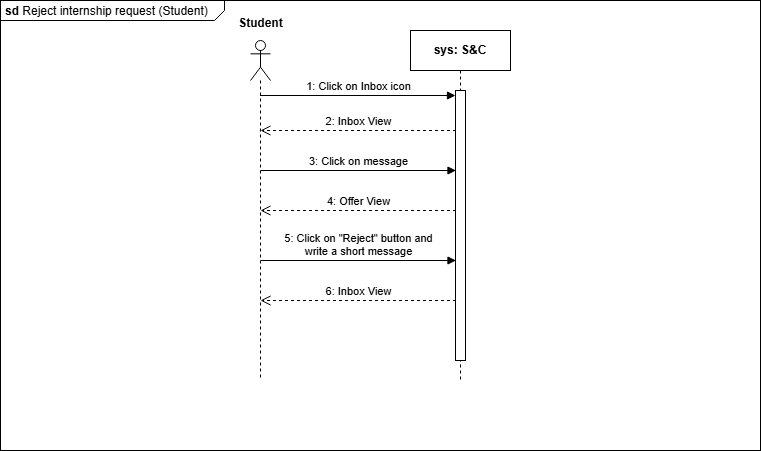 sd Reject internship request (Student)
Student
sys: S&C
1: Click on Inbox icon
2: Inbox View
3: Click on message
4: Offer View
5: Click on "Reject" button and
write a short message
6: Inbox View